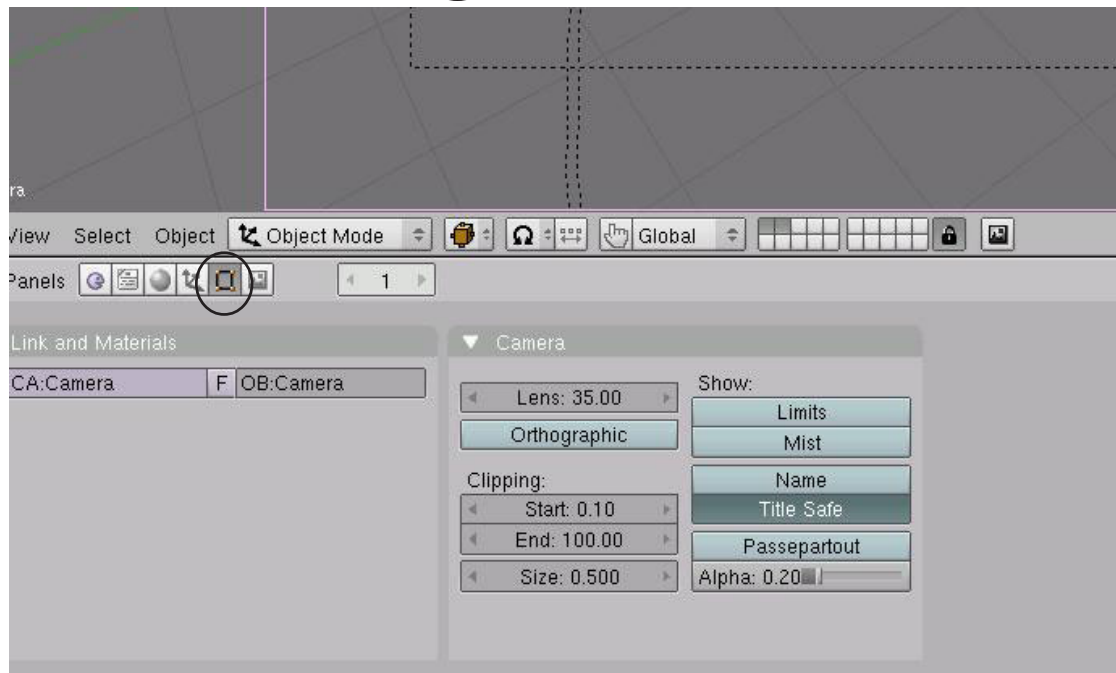 ra
View Select Object Object Mode Global
Panels 1
Link and Materials
Camera
CA:Camera F OB:Camera
Lens: 35.00
Orthographic
Clipping:
Start: 0.10
End: 100.00
Size: 0.500
Show:
Limits
Mist
Name
Title Safe
Passepartout
Alpha: 0.20